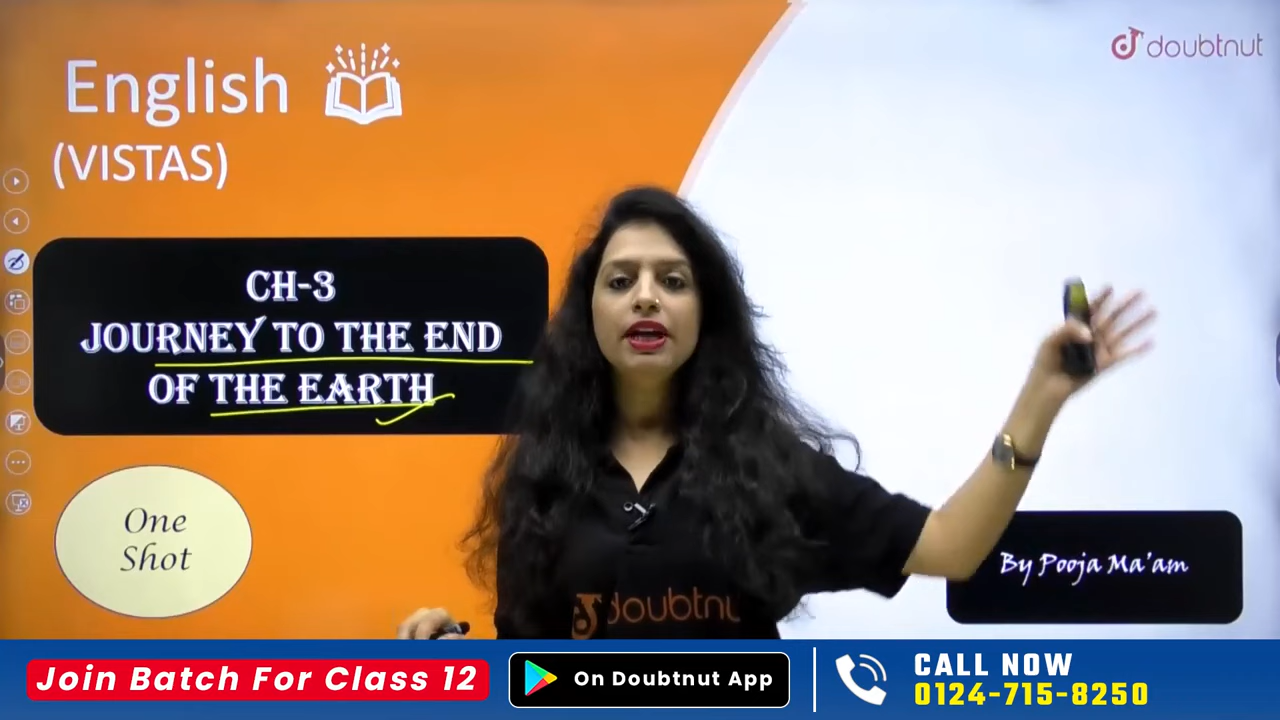 English
(VISTAS)
doubtnut
CH-3
JOURNEY TO THE END
OF THE EARTH
One
Shot
By Pooja Ma'am
doubtnu
Join Batch For Class 12
On Doubtnut App
CALL NOW
0124-715-8250